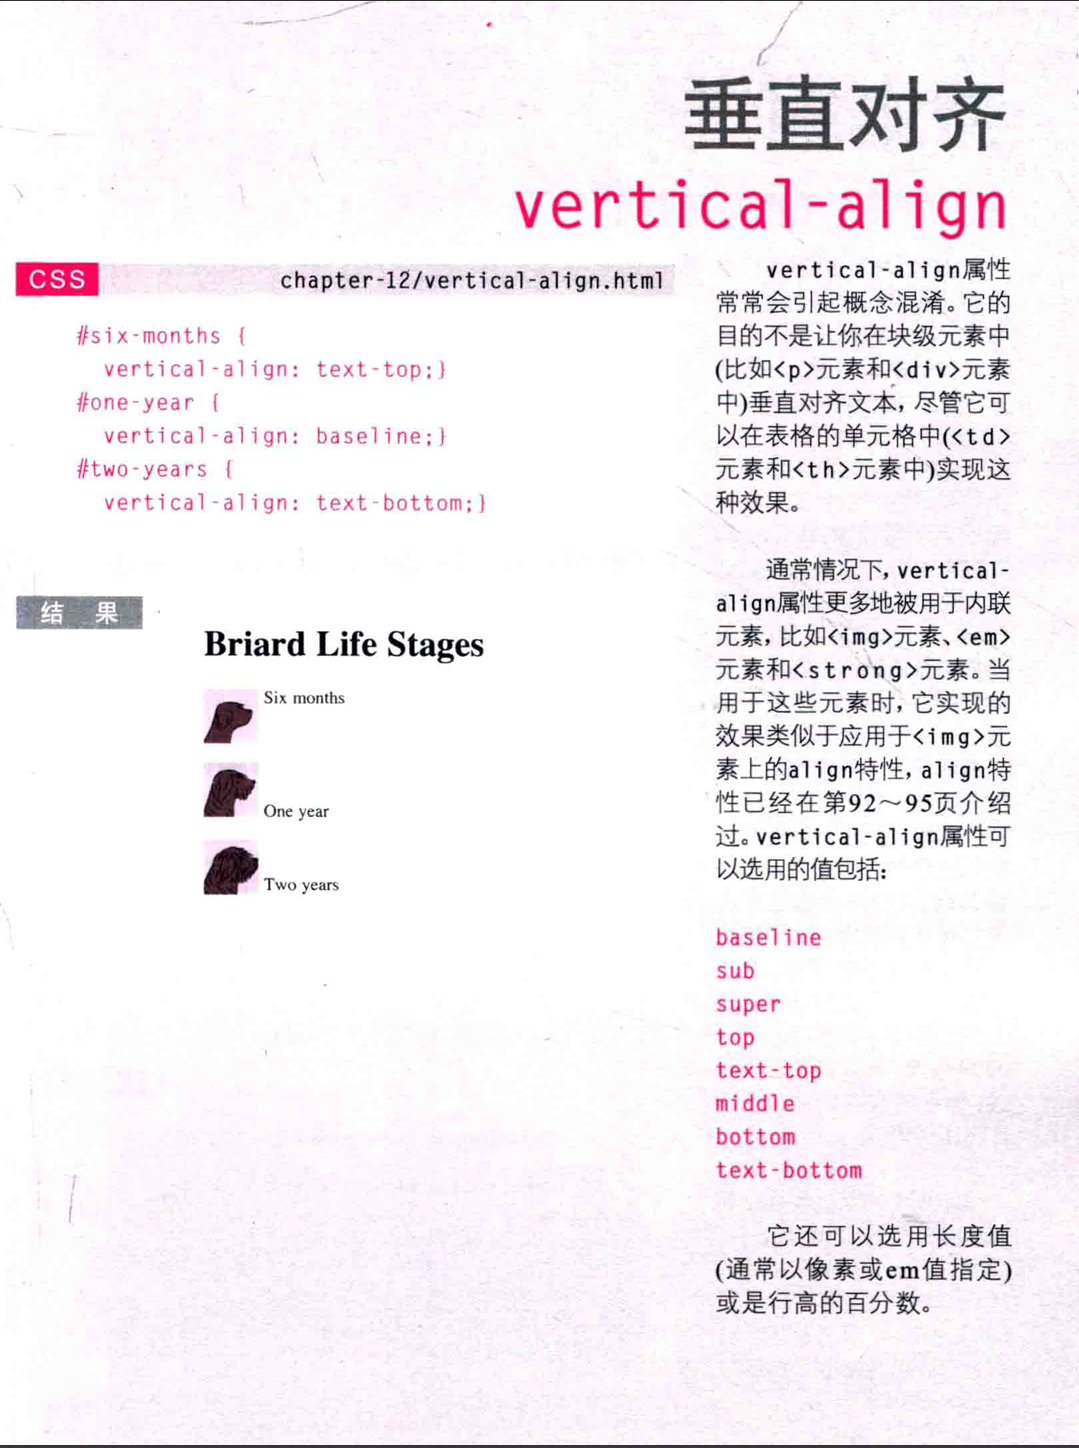 垂直对齐
vertical-align
CSS
chapter-12/vertical-align.html
#six-months {
vertical-align: text-top;}
#one-year {
vertical-align: baseline;}
#two-years {
vertical-align: text-bottom;}
结 果
Briard Life Stages
Six months
One year
Two years
vertical-align属性
常常会引起概念混淆。它的
目的不是让你在块级元素中
(比如<p>元素和<div>元素
中)垂直对齐文本，尽管它可
以在表格的单元格中(<td>
元素和<th>元素中)实现这
种效果。
通常情况下，vertical-
align属性更多地被用于内联
元素，比如<img>元素、<em>
元素和<strong>元素。当
用于这些元素时，它实现的
效果类似于应用于<img>元
素上的align特性，align特
性已经在第92～95页介绍
过。vertical-align属性可
以选用的值包括：
baseline
sub
super
top
text-top
middle
bottom
text-bottom
它还可以选用长度值
(通常以像素或em值指定)
或是行高的百分数。